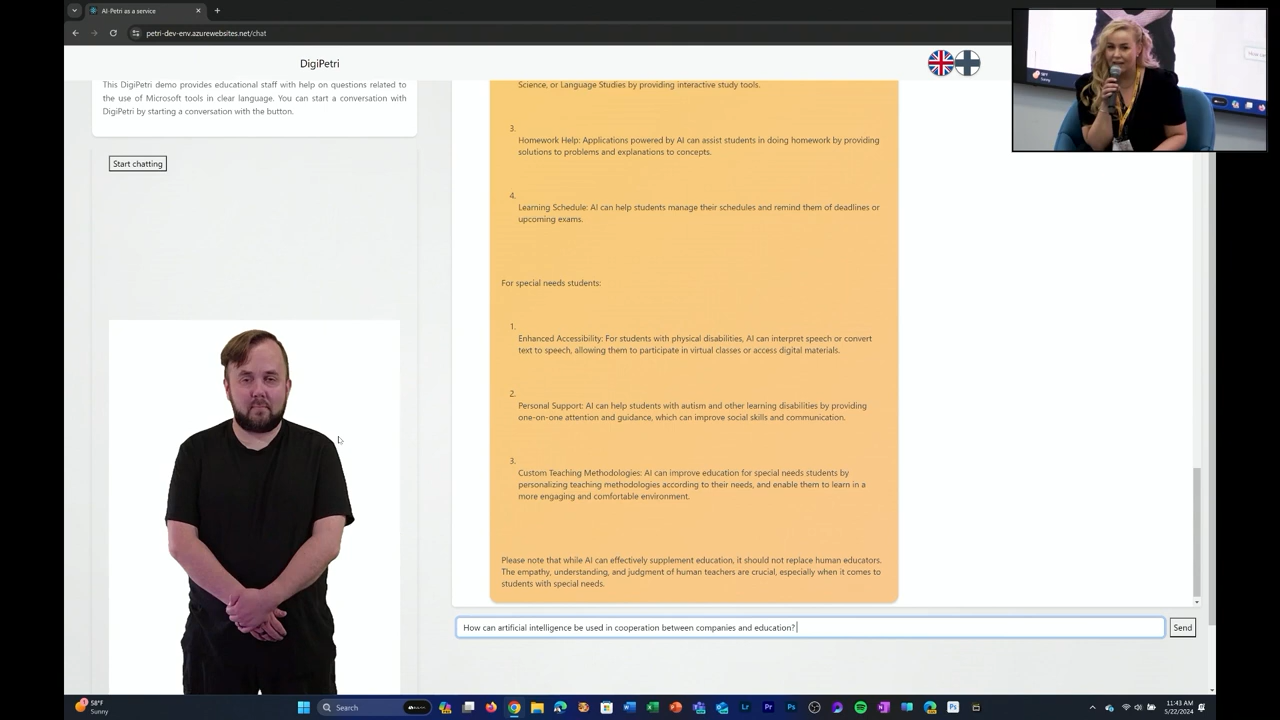 AI-Petri as a service
petri-dev-env.azurewebsites.net/chat
DigiPetri
This DigiPetri demo provides educational staff with help on questions related to
the use of Microsoft tools in clear language. You can start a conversation with
DigiPetri by starting a conversation with the button.
Start chatting
Science, or Language Studies by providing interactive study tools.
3.
Homework Help: Applications powered by AI can assist students in doing homework by providing
solutions to problems and explanations to concepts.
4.
Learning Schedule: AI can help students manage their schedules and remind them of deadlines or
upcoming exams.
For special needs students:
1.
Enhanced Accessibility: For students with physical disabilities, AI can interpret speech or convert
text to speech, allowing them to participate in virtual classes or access digital materials.
2.
Personal Support: AI can help students with autism and other learning disabilities by providing
one-on-one attention and guidance, which can improve social skills and communication.
3.
Custom Teaching Methodologies: AI can improve education for special needs students by
personalizing teaching methodologies according to their needs, and enable them to learn in a
more engaging and comfortable environment.
Please note that while AI can effectively supplement education, it should not replace human educators.
The empathy, understanding, and judgment of human teachers are crucial, especially when it comes to
students with special needs.
How can artificial intelligence be used in cooperation between companies and education?
Send
58°F
Sunny
Search
11:43 AM
5/22/2024